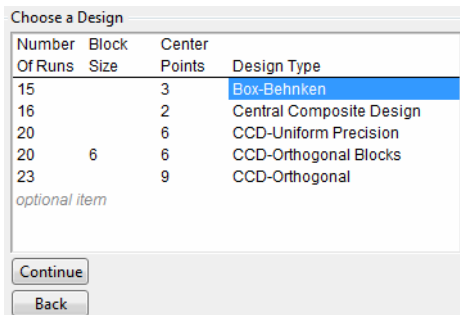 Choose a Design
Number Block Center
Of Runs Size Points Design Type
15 3 Box-Behnken
16 2 Central Composite Design
20 6 CCD-Uniform Precision
20 6 6 CCD-Orthogonal Blocks
23 9 CCD-Orthogonal
optional item
Continue
Back